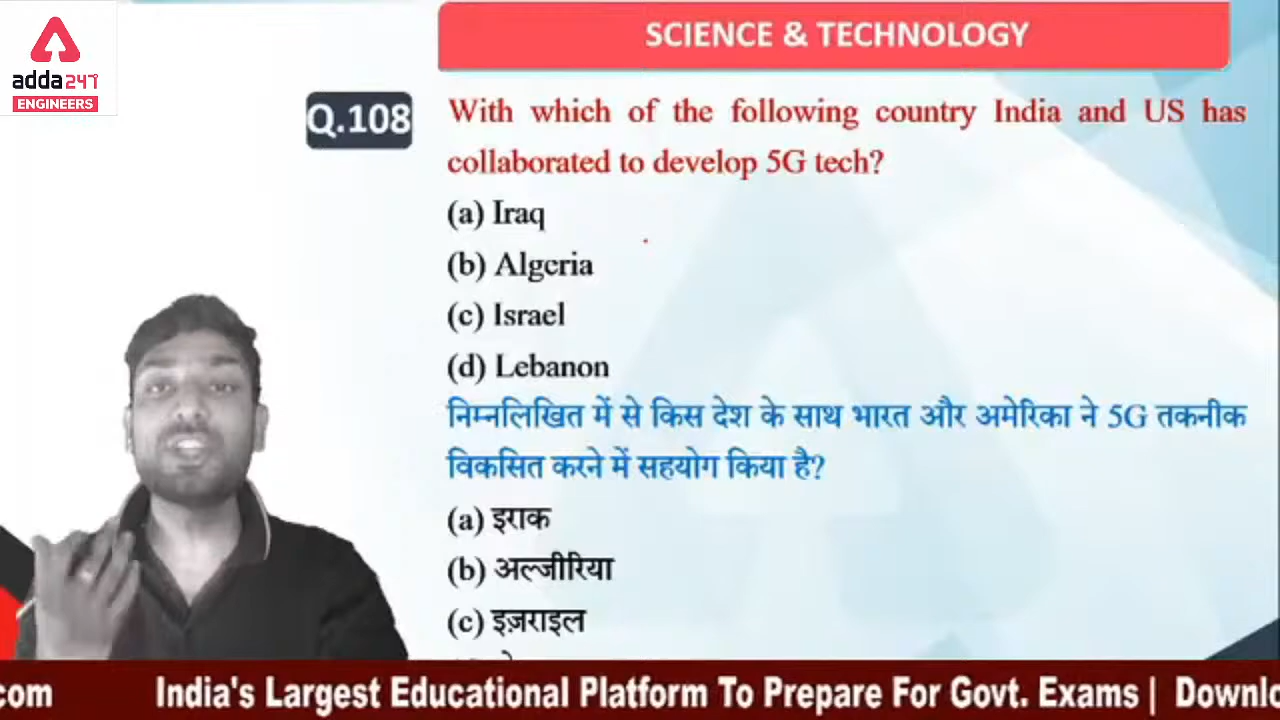 SCIENCE & TECHNOLOGY
adda247
ENGINEERS
Q.108
With which of the following country India and US has
collaborated to develop 5G tech?
(a) Iraq
(b) Algeria
(c) Israel
(d) Lebanon
निम्नलिखित में से किस देश के साथ भारत और अमेरिका ने 5G तकनीक
विकसित करने में सहयोग किया है?
(a) इराक
(b) अल्जीरिया
(c) इज़राइल
.com India's Largest Educational Platform To Prepare For Govt. Exams | Downlo